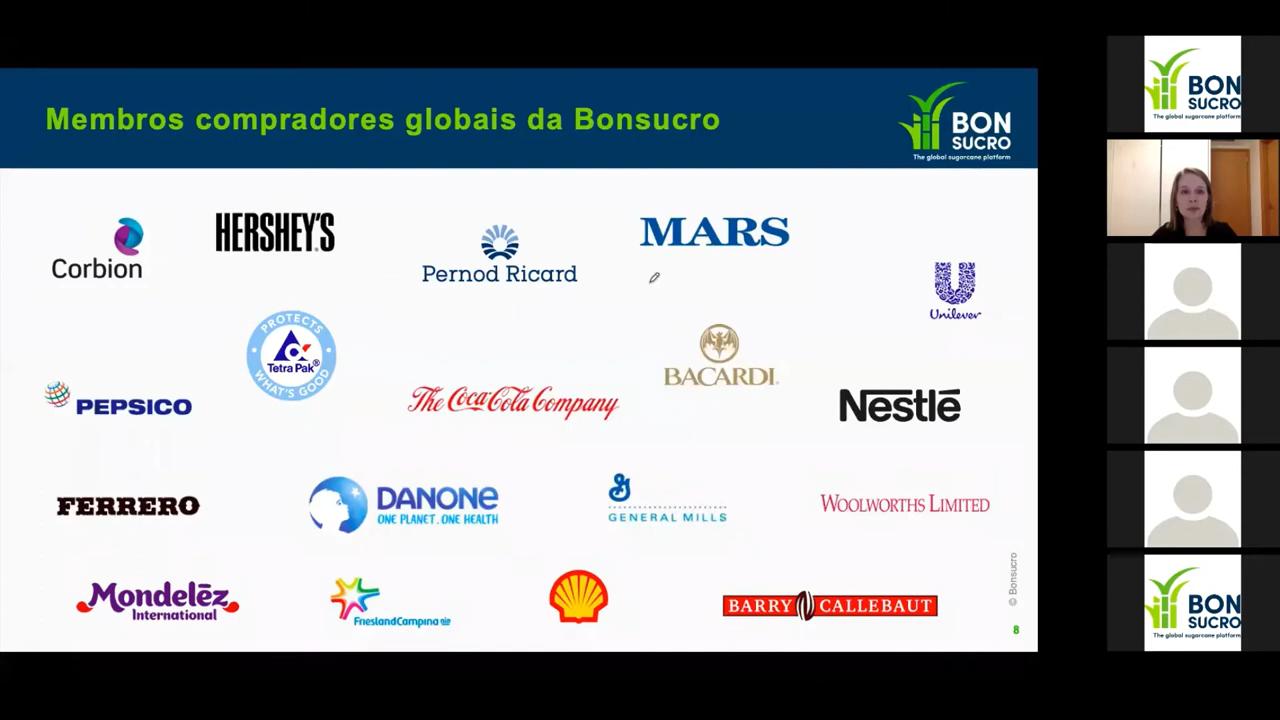 Membros compradores globais da Bonsucro
BON
SUCRO
The global sugarcane platform
Corbion
HERSHEY'S
Pernod Ricard
MARS
Unilever
PROTECTS
Tetra Pak®
WHAT'S GOOD
BACARDI
PEPSICO
The Coca-Cola Company
Nestlé
FERRERO
DANONE
ONE PLANET. ONE HEALTH
G
GENERAL MILLS
WOOLWORTHS LIMITED
Mondelēz
International
FrieslandCampina
BARRY CALLEBAUT
© Bonsucro
8
BON
SUCRO
The global sugarcane platform
BON
SUCRO
The global sugarcane platform